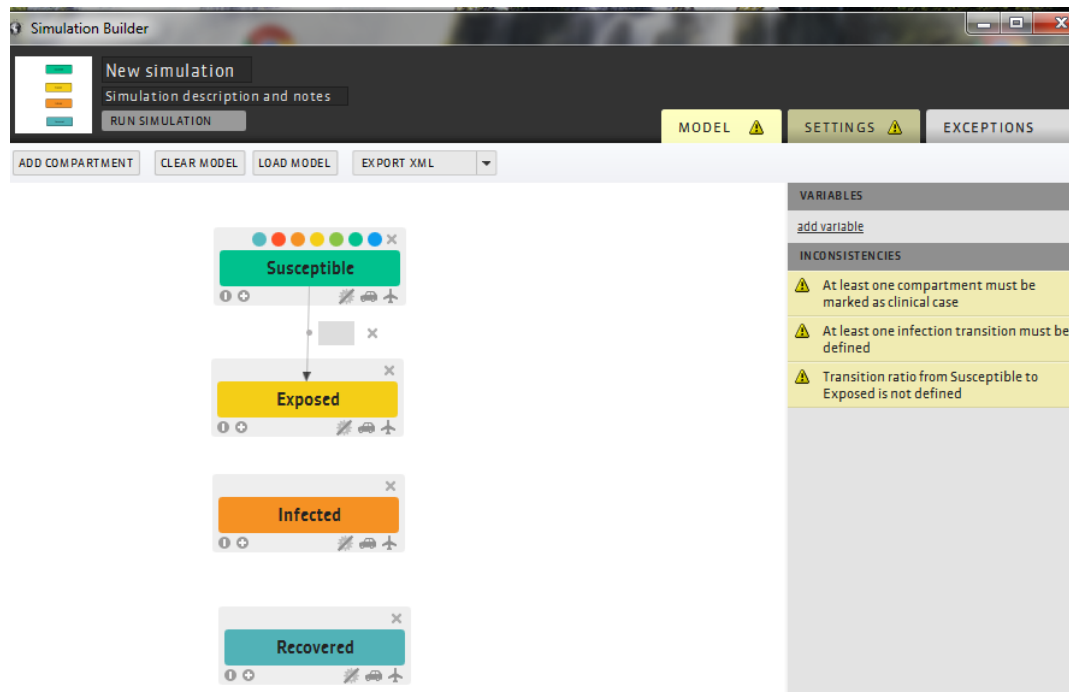 Simulation Builder
New simulation
Simulation description and notes
RUN SIMULATION
MODEL
SETTINGS
EXCEPTIONS
ADD COMPARTMENT
CLEAR MODEL
LOAD MODEL
EXPORT XML
Susceptible
Exposed
Infected
Recovered
VARIABLES
add variable
INCONSISTENCIES
At least one compartment must be
marked as clinical case
At least one infection transition must be
defined
Transition ratio from Susceptible to
Exposed is not defined